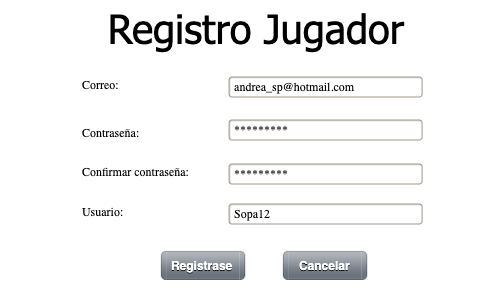 Registro Jugador
Correo: andrea_sp@hotmail.com
Contraseña: *********
Confirmar contraseña: *********
Usuario: Sopa12
Registrase Cancelar